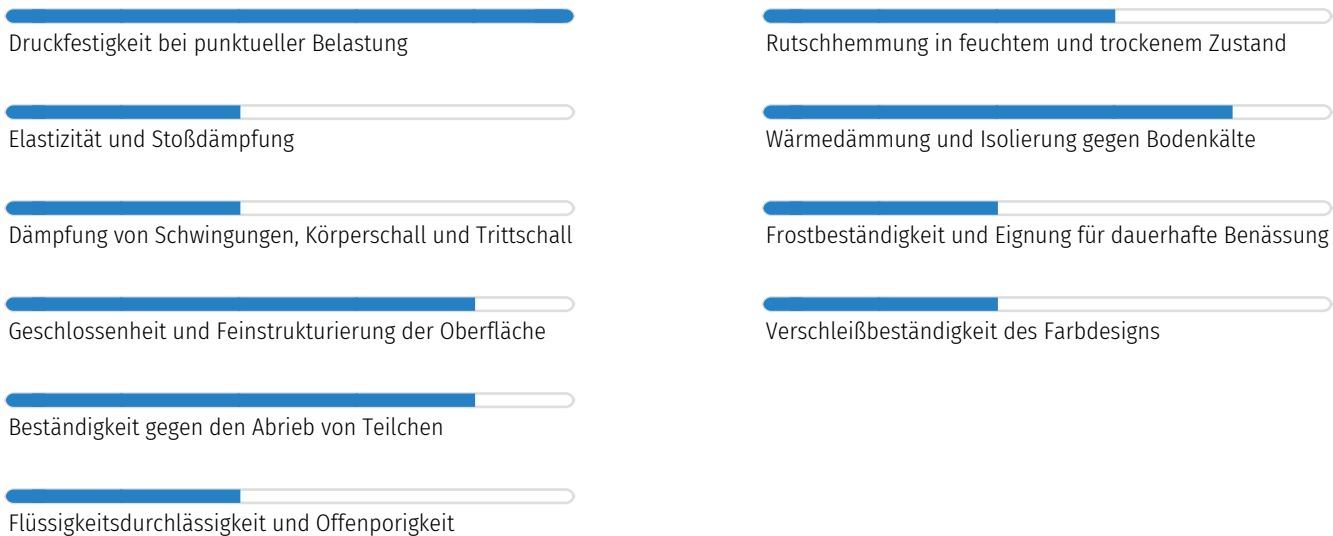 Druckfestigkeit bei punktueller Belastung
Elastizität und Stoßdämpfung
Dämpfung von Schwingungen, Körperschall und Trittschall
Geschlossenheit und Feinstrukturierung der Oberfläche
Beständigkeit gegen den Abrieb von Teilchen
Flüssigkeitsdurchlässigkeit und Offenporigkeit
Rutschhemmung in feuchtem und trockenem Zustand
Wärmedämmung und Isolierung gegen Bodenkälte
Frostbeständigkeit und Eignung für dauerhafte Benässung
Verschleißbeständigkeit des Farbdesigns